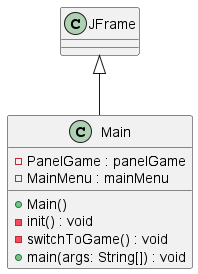 C JFrame
C Main
PanelGame : panelGame
MainMenu : mainMenu
Main()
init() : void
switchToGame() : void
main(args: String[]) : void